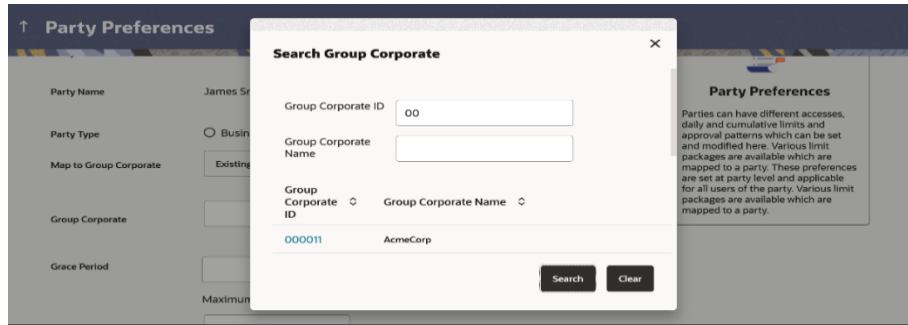 ↑ Party Preferences
Search Group Corporate
×
Party Name
James
Group Corporate ID
00
Party Type
Group Corporate
Name
Map to Group Corporate
Existing
Group
Corporate
ID
Group Corporate Name
Group Corporate
000011
AcmeCorp
Grace Period
Search
Clear
Maximum
Party Preferences
Parties can have different accesses,
daily and cumulative limits and
approval patterns which can be set
and modified here. Various limit
packages are available which are
mapped to a party. These preferences
are set at party level and applicable
for all users of the party. Various limit
packages are available which are
mapped to a party.